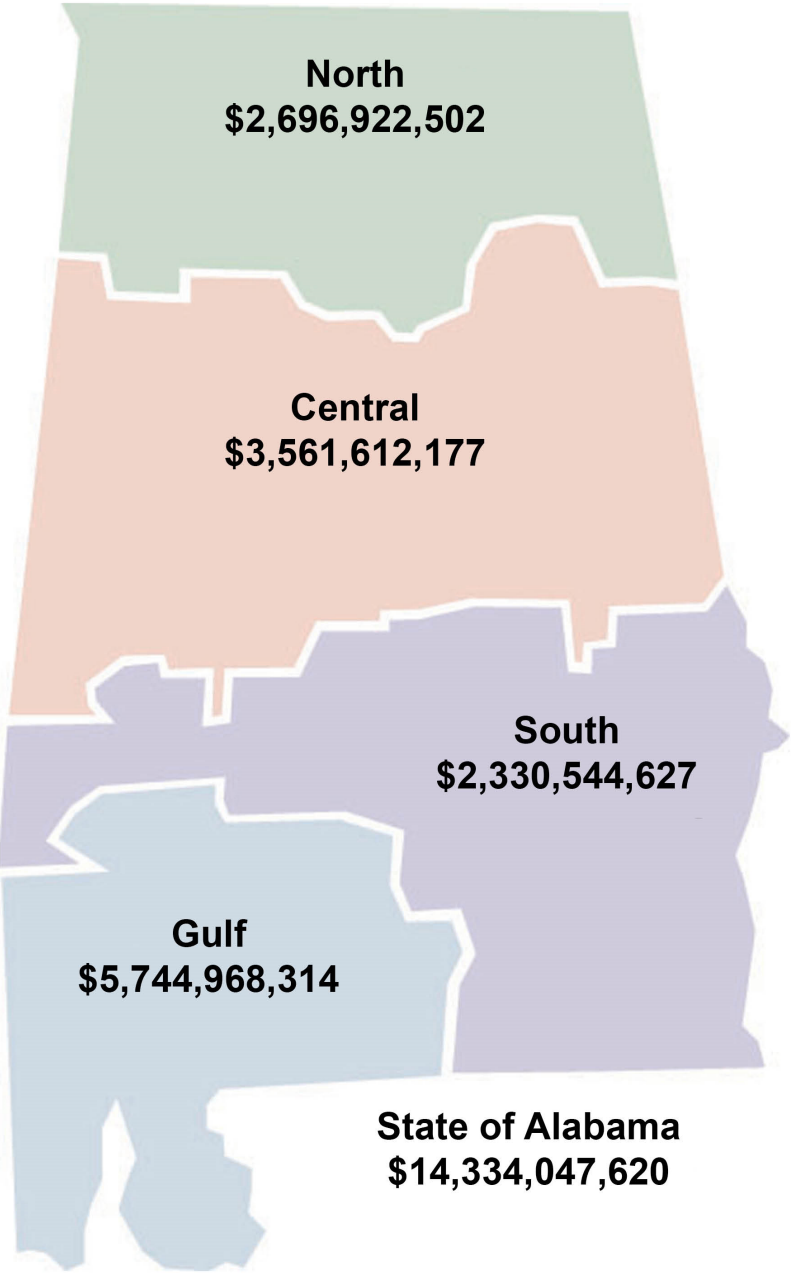 North
$2,696,922,502
Central
$3,561,612,177
South
$2,330,544,627
Gulf
$5,744,968,314
State of Alabama
$14,334,047,620